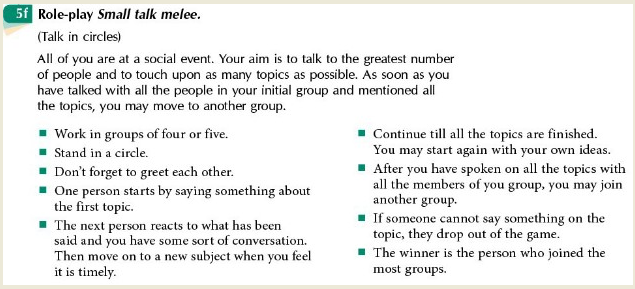 5f Role-play Small talk melee.
(Talk in circles)
All of you are at a social event. Your aim is to talk to the greatest number
of people and to touch upon as many topics as possible. As soon as you
have talked with all the people in your initial group and mentioned all
the topics, you may move to another group.
■ Work in groups of four or five.
■ Stand in a circle.
■ Don't forget to greet each other.
■ One person starts by saying something about
the first topic.
■ The next person reacts to what has been
said and you have some sort of conversation.
Then move on to a new subject when you feel
it is timely.
■ Continue till all the topics are finished.
You may start again with your own ideas.
■ After you have spoken on all the topics with
all the members of you group, you may join
another group.
■ If someone cannot say something on the
topic, they drop out of the game.
■ The winner is the person who joined the
most groups.